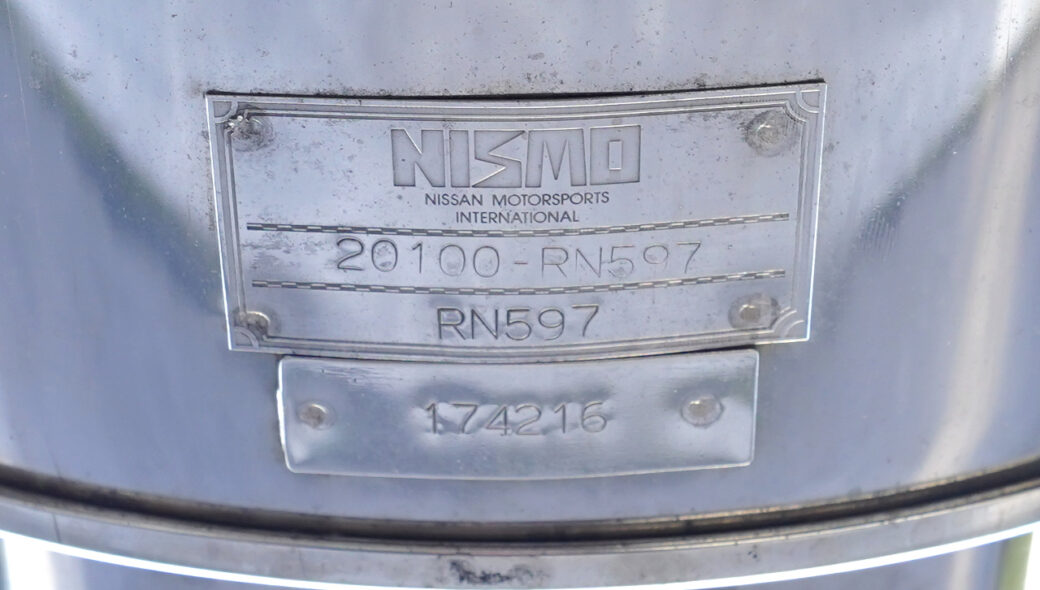 NISMO
NISSAN MOTORSPORTS
INTERNATIONAL
20100-RN597
RN597
174216